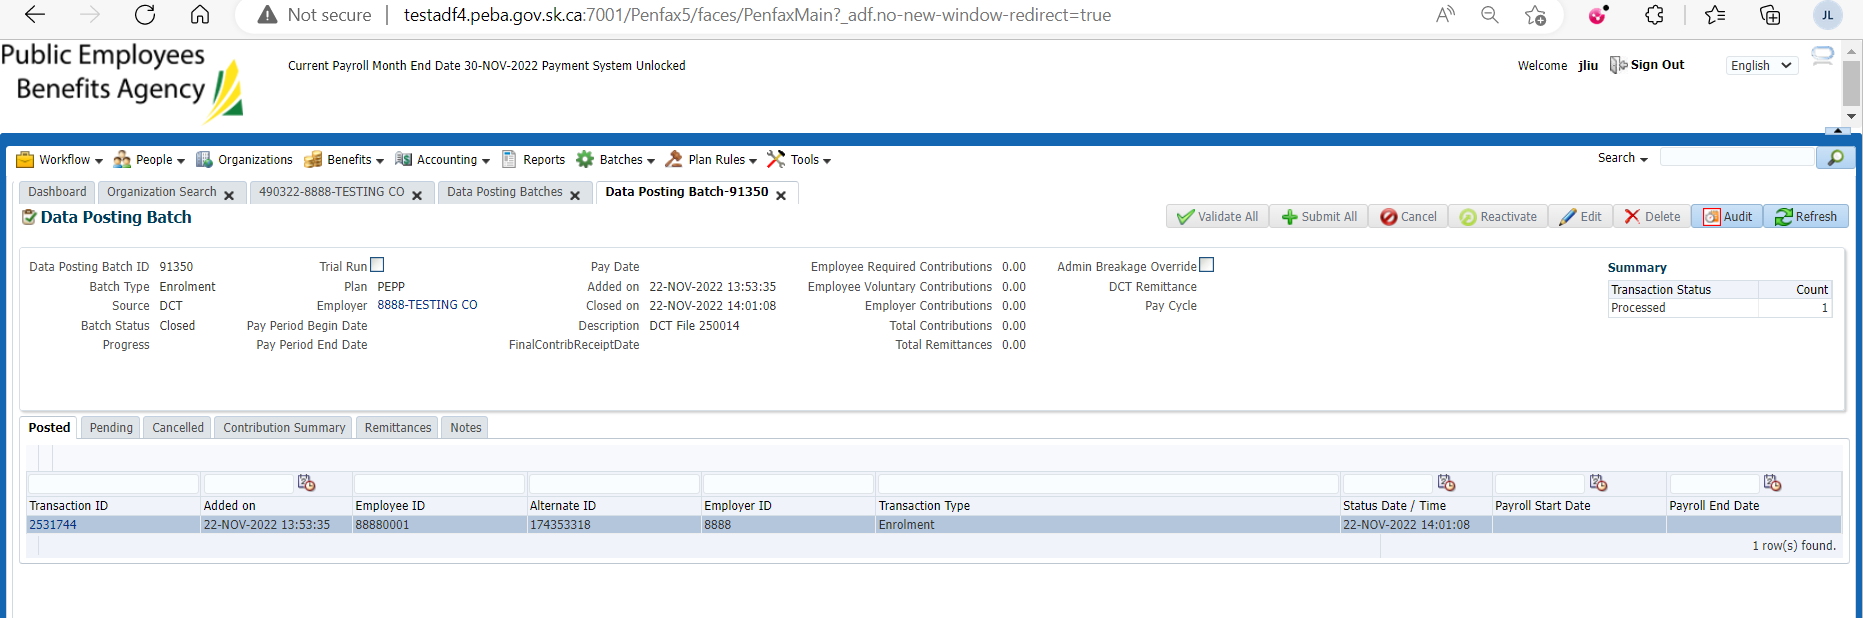 Not secure | testadf4.peba.gov.sk.ca:7001/Penfax5/faces/PenfaxMain?_adf.no-new-window-redirect=true
JL
Public Employees
Benefits Agency
Current Payroll Month End Date 30-NOV-2022 Payment System Unlocked
Welcome jliu Sign Out English
Workflow People Organizations Benefits Accounting Reports Batches Plan Rules Tools Search
Dashboard Organization Search 490322-8888-TESTING CO Data Posting Batches Data Posting Batch-91350
Data Posting Batch
Validate All Submit All Cancel Reactivate Edit Delete Audit Refresh
Data Posting Batch ID 91350 Trial Run Pay Date Employee Required Contributions 0.00 Admin Breakage Override
Batch Type Enrolment Plan PEPP Added on 22-NOV-2022 13:53:35 Employee Voluntary Contributions 0.00 DCT Remittance
Source DCT Employer 8888-TESTING CO Closed on 22-NOV-2022 14:01:08 Employer Contributions 0.00 Pay Cycle
Batch Status Closed Pay Period Begin Date Description DCT File 250014 Total Contributions 0.00
Progress Pay Period End Date FinalContribReceiptDate Total Remittances 0.00
Summary
Transaction Status Count
Processed 1
Posted Pending Cancelled Contribution Summary Remittances Notes
Transaction ID Added on Employee ID Alternate ID Employer ID Transaction Type Status Date / Time Payroll Start Date Payroll End Date
2531744 22-NOV-2022 13:53:35 88880001 174353318 8888 Enrolment 22-NOV-2022 14:01:08
1 row(s) found.